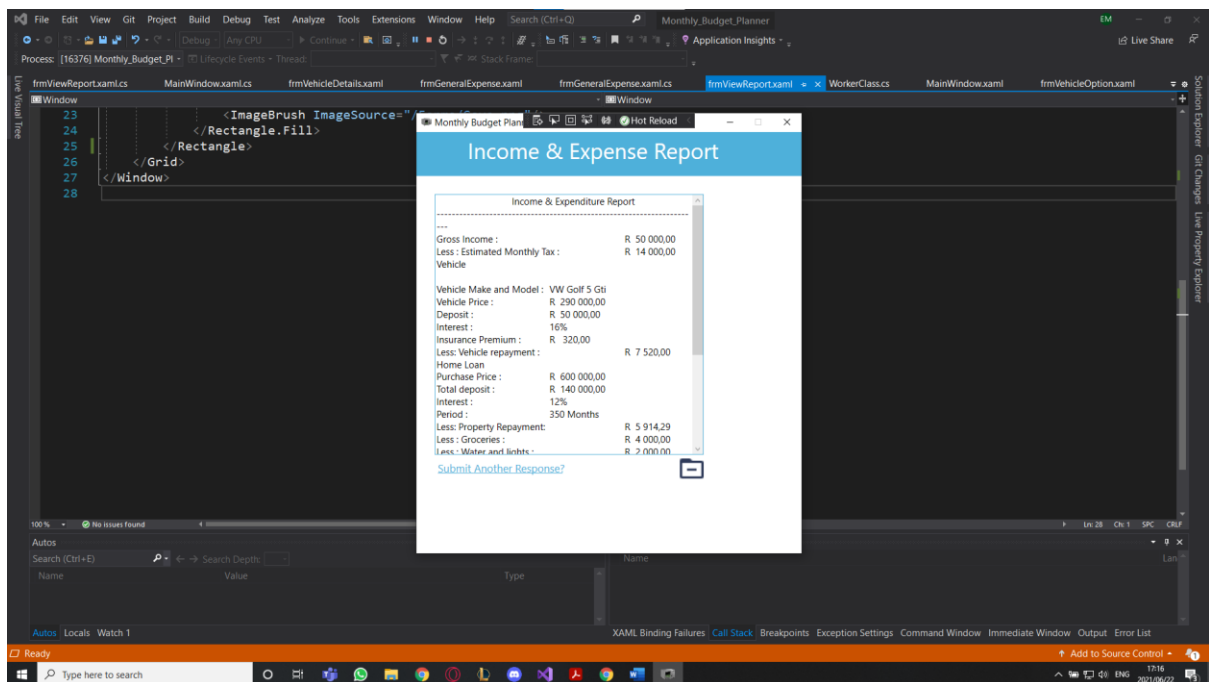 File Edit View Git Project Build Debug Test Analyze Tools Extensions Window Help Search (Ctrl+Q) Monthly_Budget_Planner EM
Debug Any CPU Continue Application Insights Live Share
Process: [16376] Monthly_Budget_Pl Lifecycle Events Thread: Stack Frame:
frmViewReport.xaml.cs MainWindow.xaml.cs frmVehicleDetails.xaml frmGeneralExpense.xaml frmGeneralExpense.xaml.cs frmViewReport.xaml WorkerClass.cs MainWindow.xaml frmVehicleOption.xaml
Window Window
Live Visual Tree
Solution Explorer Git Changes Live Property Explorer
23 <ImageBrush ImageSource="/
24 </Rectangle.Fill>
25 </Rectangle>
26 </Grid>
27 </Window>
28
Monthly Budget Plan Hot Reload
Income & Expense Report
Income & Expenditure Report
--------------------------------------------------------------------
---
Gross Income : R 50 000,00
Less : Estimated Monthly Tax : R 14 000,00
Vehicle
Vehicle Make and Model : VW Golf 5 Gti
Vehicle Price : R 290 000,00
Deposit : R 50 000,00
Interest : 16%
Insurance Premium : R 320,00
Less: Vehicle repayment : R 7 520,00
Home Loan
Purchase Price : R 600 000,00
Total deposit : R 140 000,00
Interest : 12%
Period : 350 Months
Less: Property Repayment: R 5 914,29
Less : Groceries : R 4 000,00
Less : Water and lights : R 2 000,00
Submit Another Response?
100 % No issues found Ln: 28 Ch: 1 SPC CRLF
Autos
Search (Ctrl+E) Search Depth:
Name Value Type Name Lan
Autos Locals Watch 1 XAML Binding Failures Call Stack Breakpoints Exception Settings Command Window Immediate Window Output Error List
Ready Add to Source Control
Type here to search ENG 17:16
2021/06/22